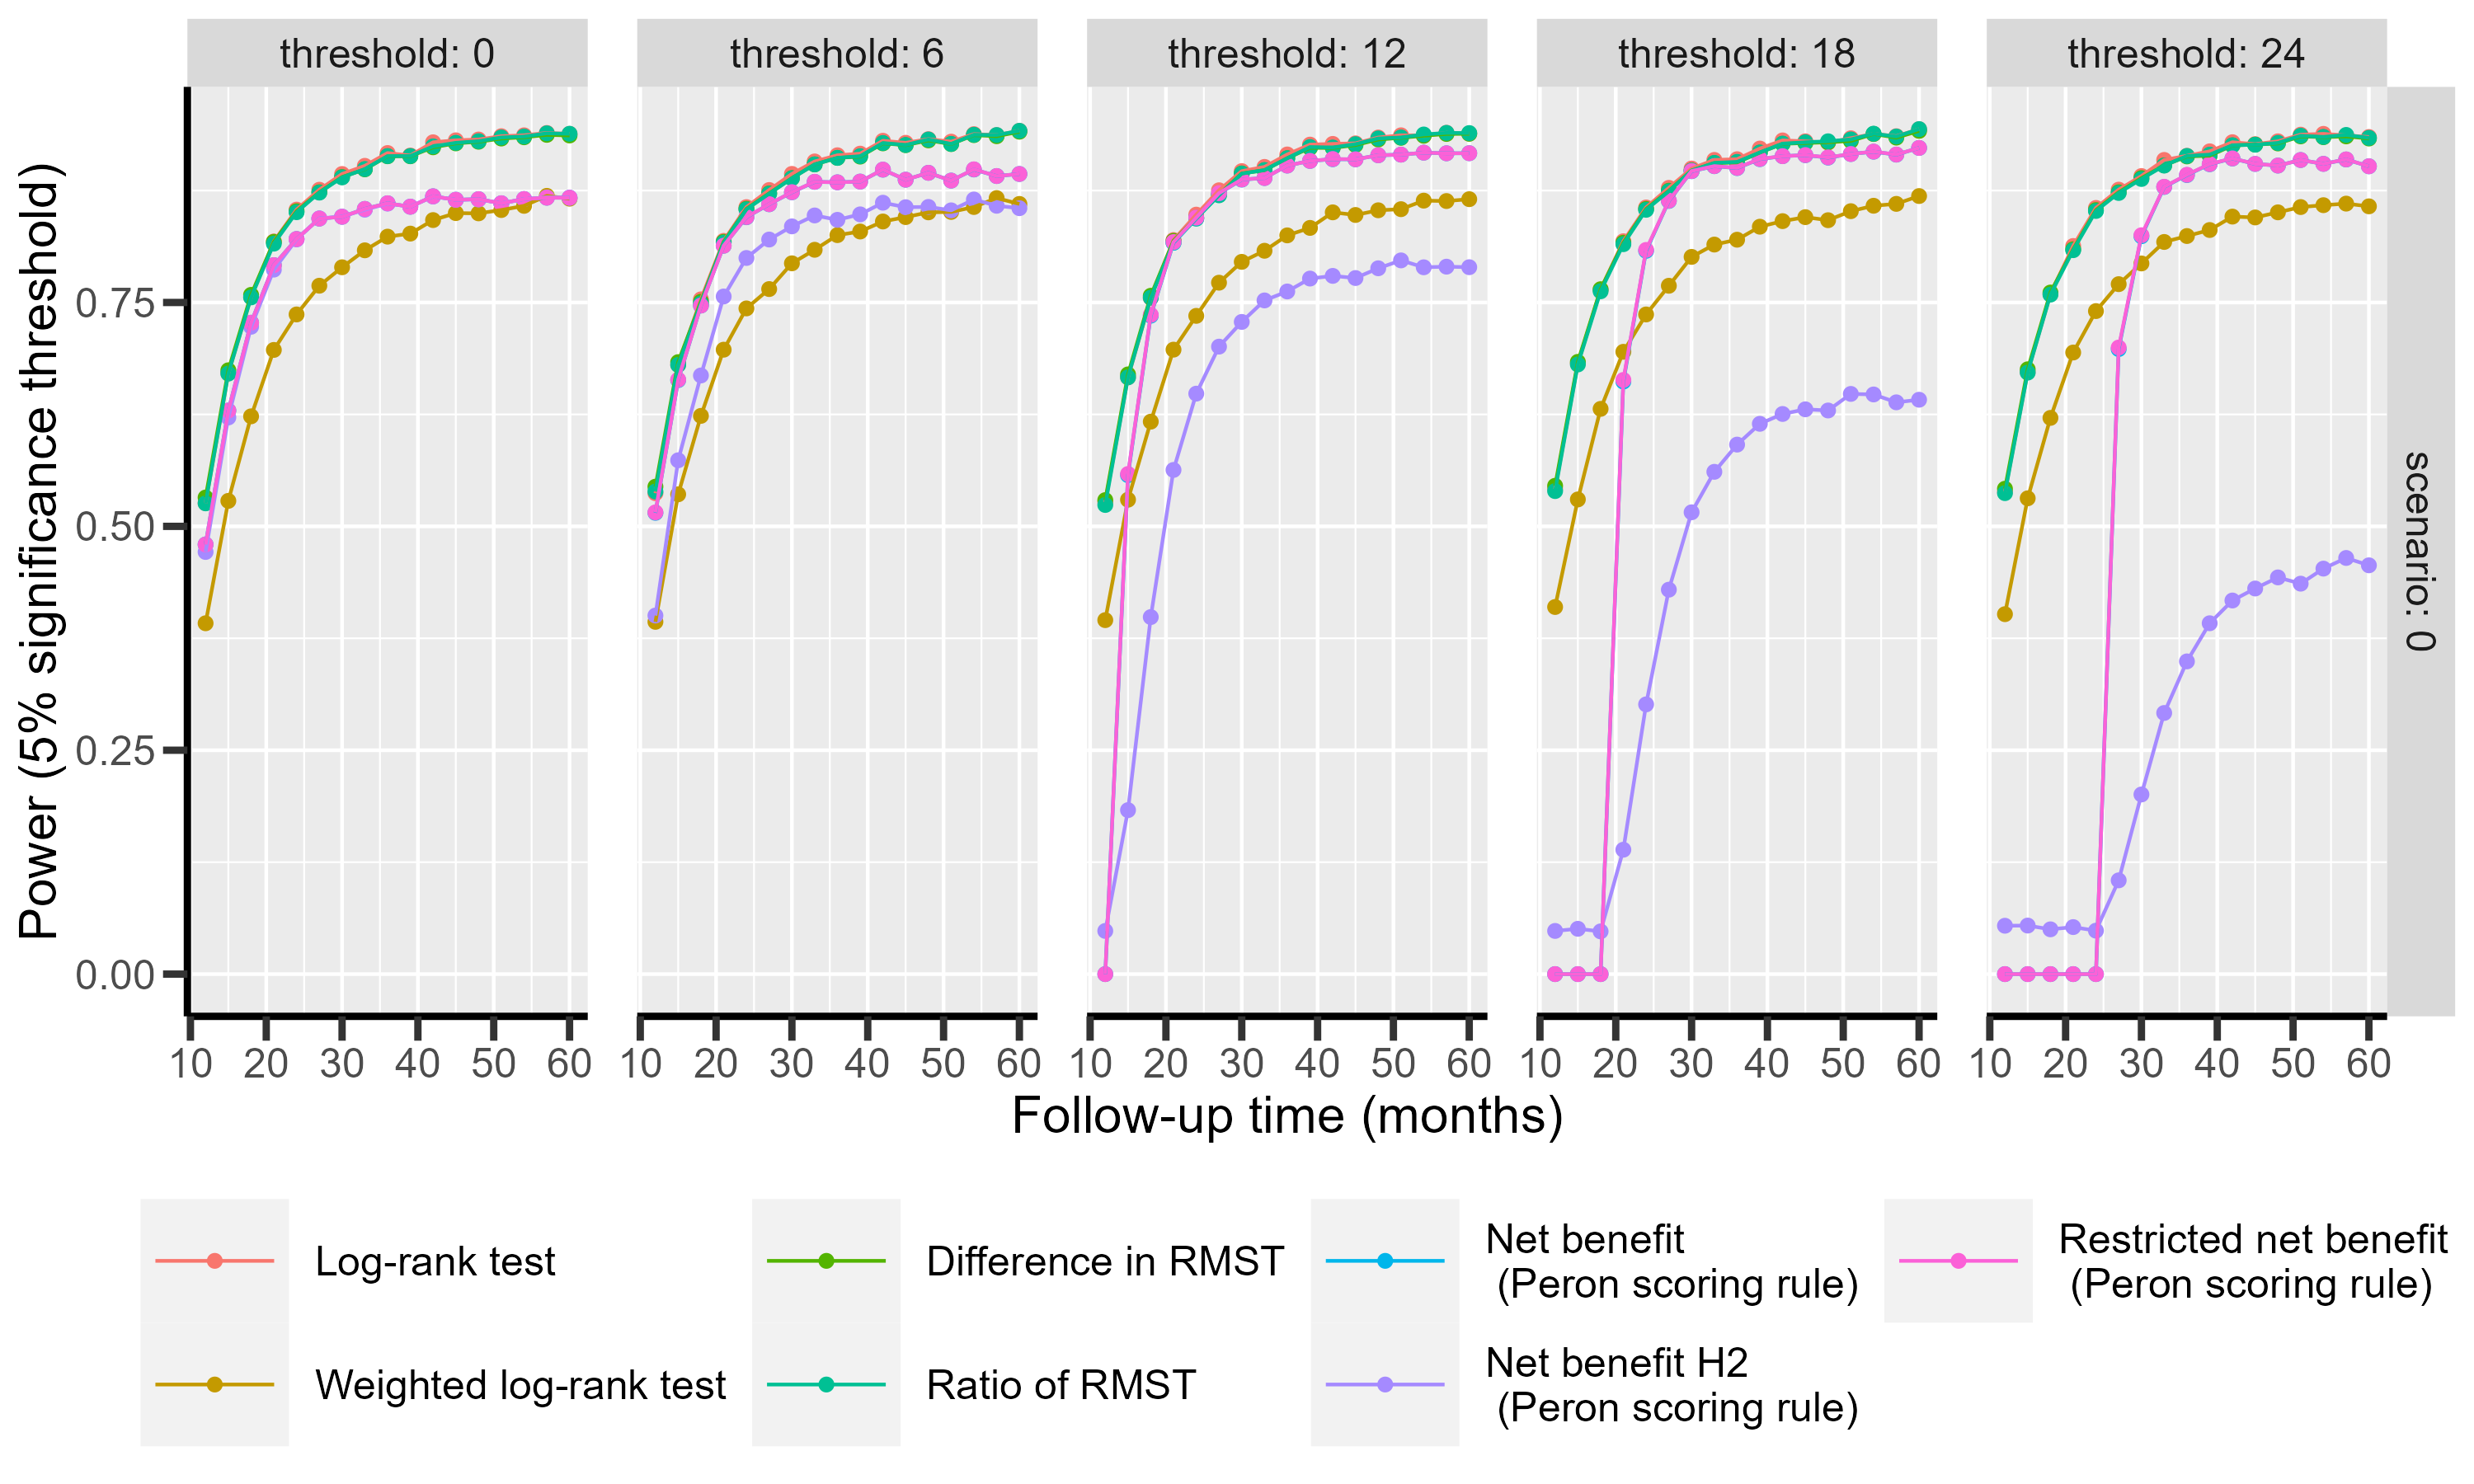 threshold: 0
threshold: 6
threshold: 12
threshold: 18
threshold: 24
scenario: 0
Power (5% significance threshold)
0.75
0.50
0.25
0.00
10 20 30 40 50 60
10 20 30 40 50 60
10 20 30 40 50 60
10 20 30 40 50 60
10 20 30 40 50 60
Follow-up time (months)
Log-rank test
Weighted log-rank test
Difference in RMST
Ratio of RMST
Net benefit
(Peron scoring rule)
Net benefit H2
(Peron scoring rule)
Restricted net benefit
(Peron scoring rule)